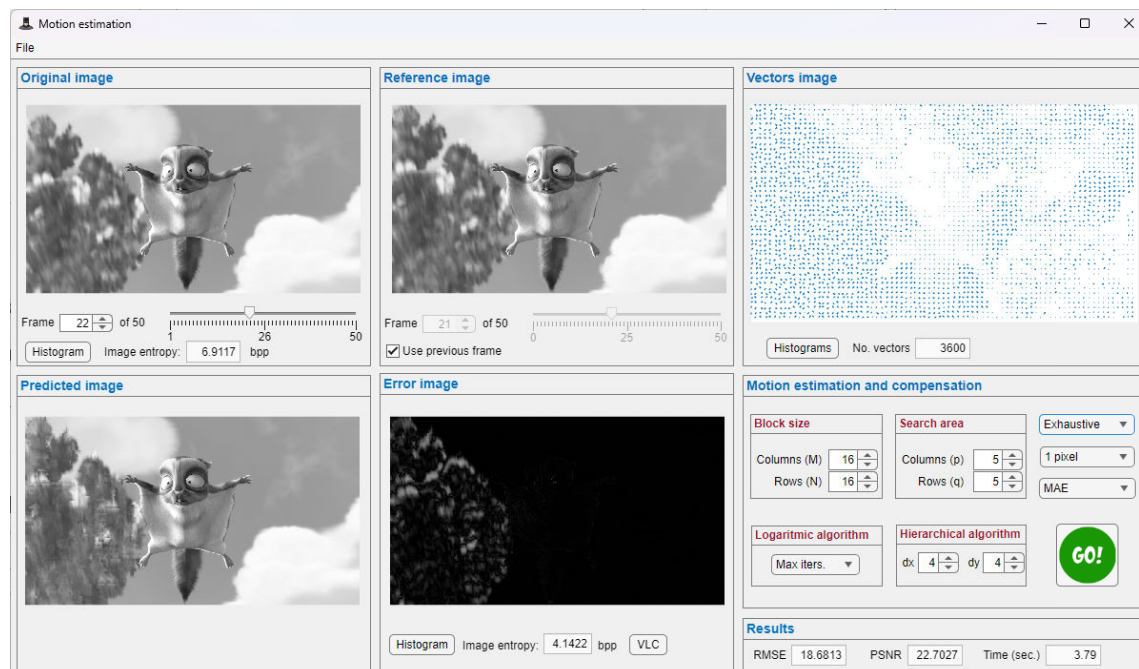 Motion estimation
File
Original image
Frame 22 of 50
1 26 50
Histogram Image entropy: 6.9117 bpp
Reference image
Frame 21 of 50
0 25 50
Use previous frame
Vectors image
Histograms No. vectors 3600
Predicted image
Error image
Histogram Image entropy: 4.1422 bpp VLC
Motion estimation and compensation
Block size
Columns (M) 16
Rows (N) 16
Search area
Columns (p) 5
Rows (q) 5
Exhaustive
1 pixel
MAE
Logaritmic algorithm
Max iters.
Hierarchical algorithm
dx 4 dy 4
GO!
Results
RMSE 18.6813 PSNR 22.7027 Time (sec.) 3.79